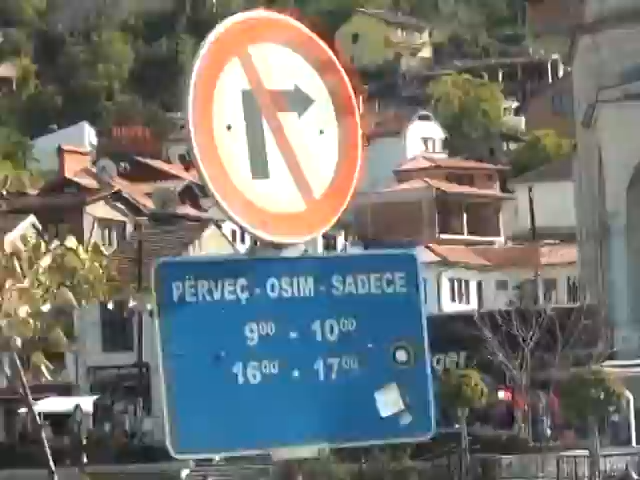 PËRVEÇ - OSIM - SADECE
9⁰⁰ - 10⁰⁰
16⁰⁰ - 17⁰⁰